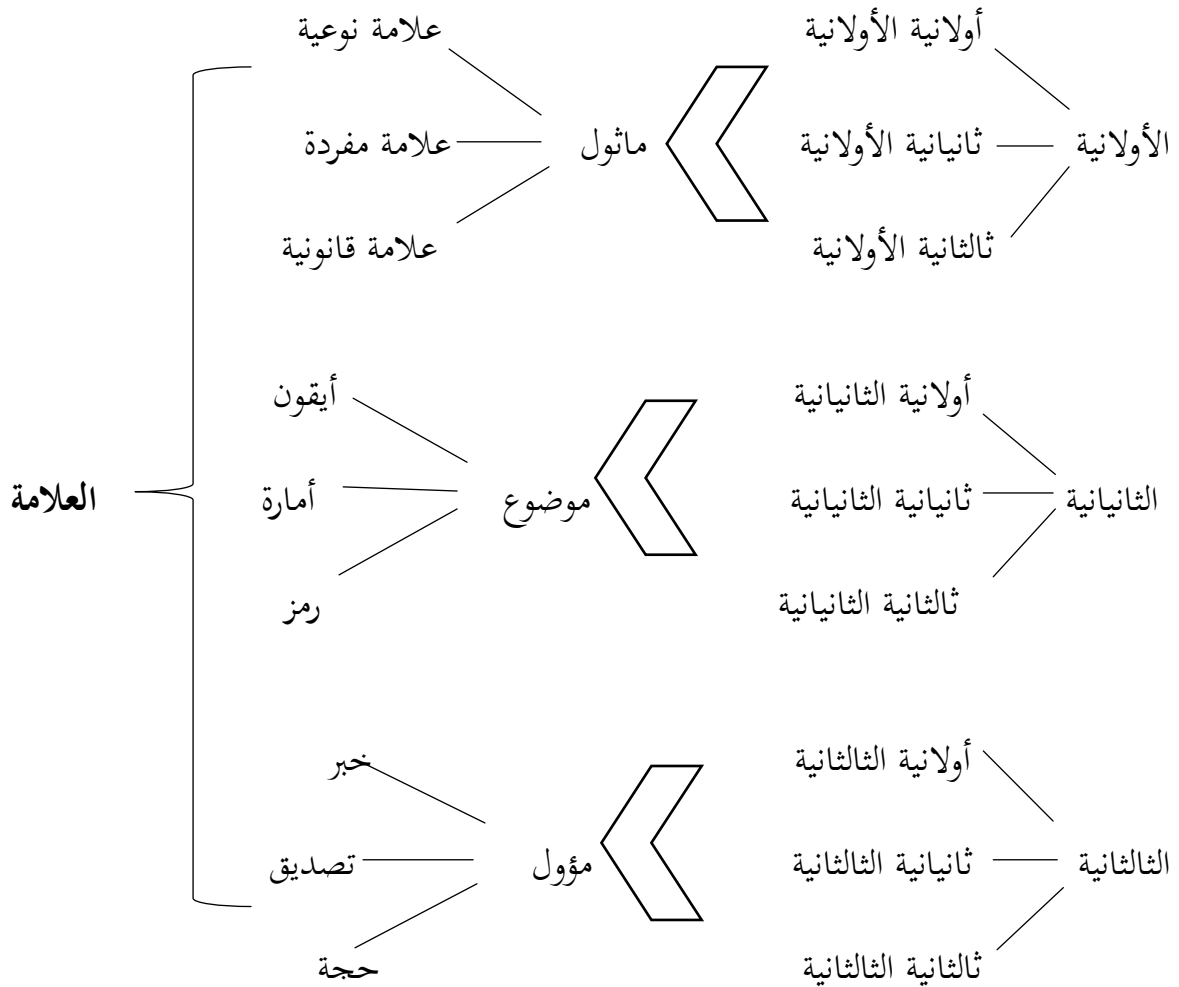 أولانية الأولانية علامة نوعية
الأولانية ثانيانية الأولانية ماثول علامة مفردة
ثالثانية الأولانية علامة قانونية
أولانية الثانيانية أيقون
الثانيانية ثانيانية الثانيانية موضوع أمارة العلامة
ثالثانية الثانيانية رمز
أولانية الثالثانية خبر
الثالثانية ثانيانية الثالثانية مؤول تصديق
ثالثانية الثالثانية حجة